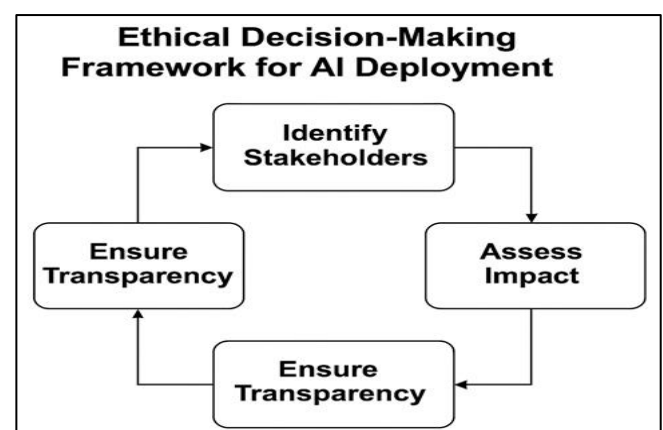 Ethical Decision-Making
Framework for AI Deployment
Identify
Stakeholders
Ensure
Transparency
Assess
Impact
Ensure
Transparency